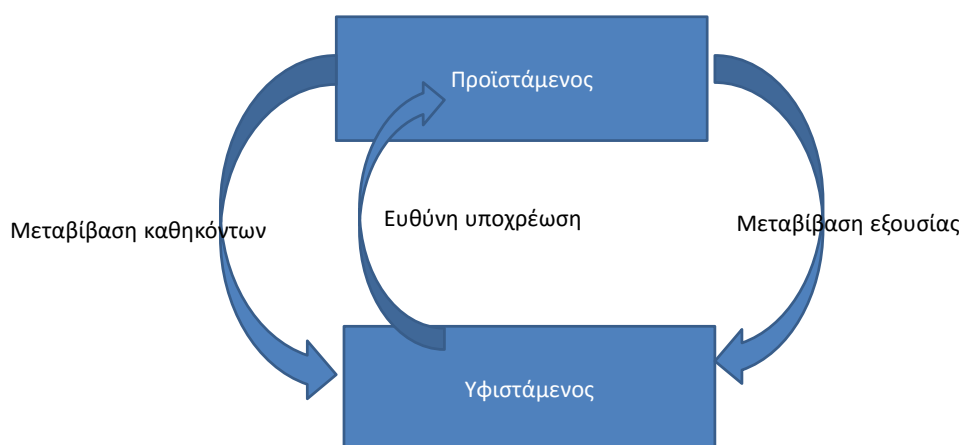 Προϊστάμενος
Μεταβίβαση καθηκόντων
Ευθύνη υποχρέωση
Μεταβίβαση εξουσίας
Υφιστάμενος